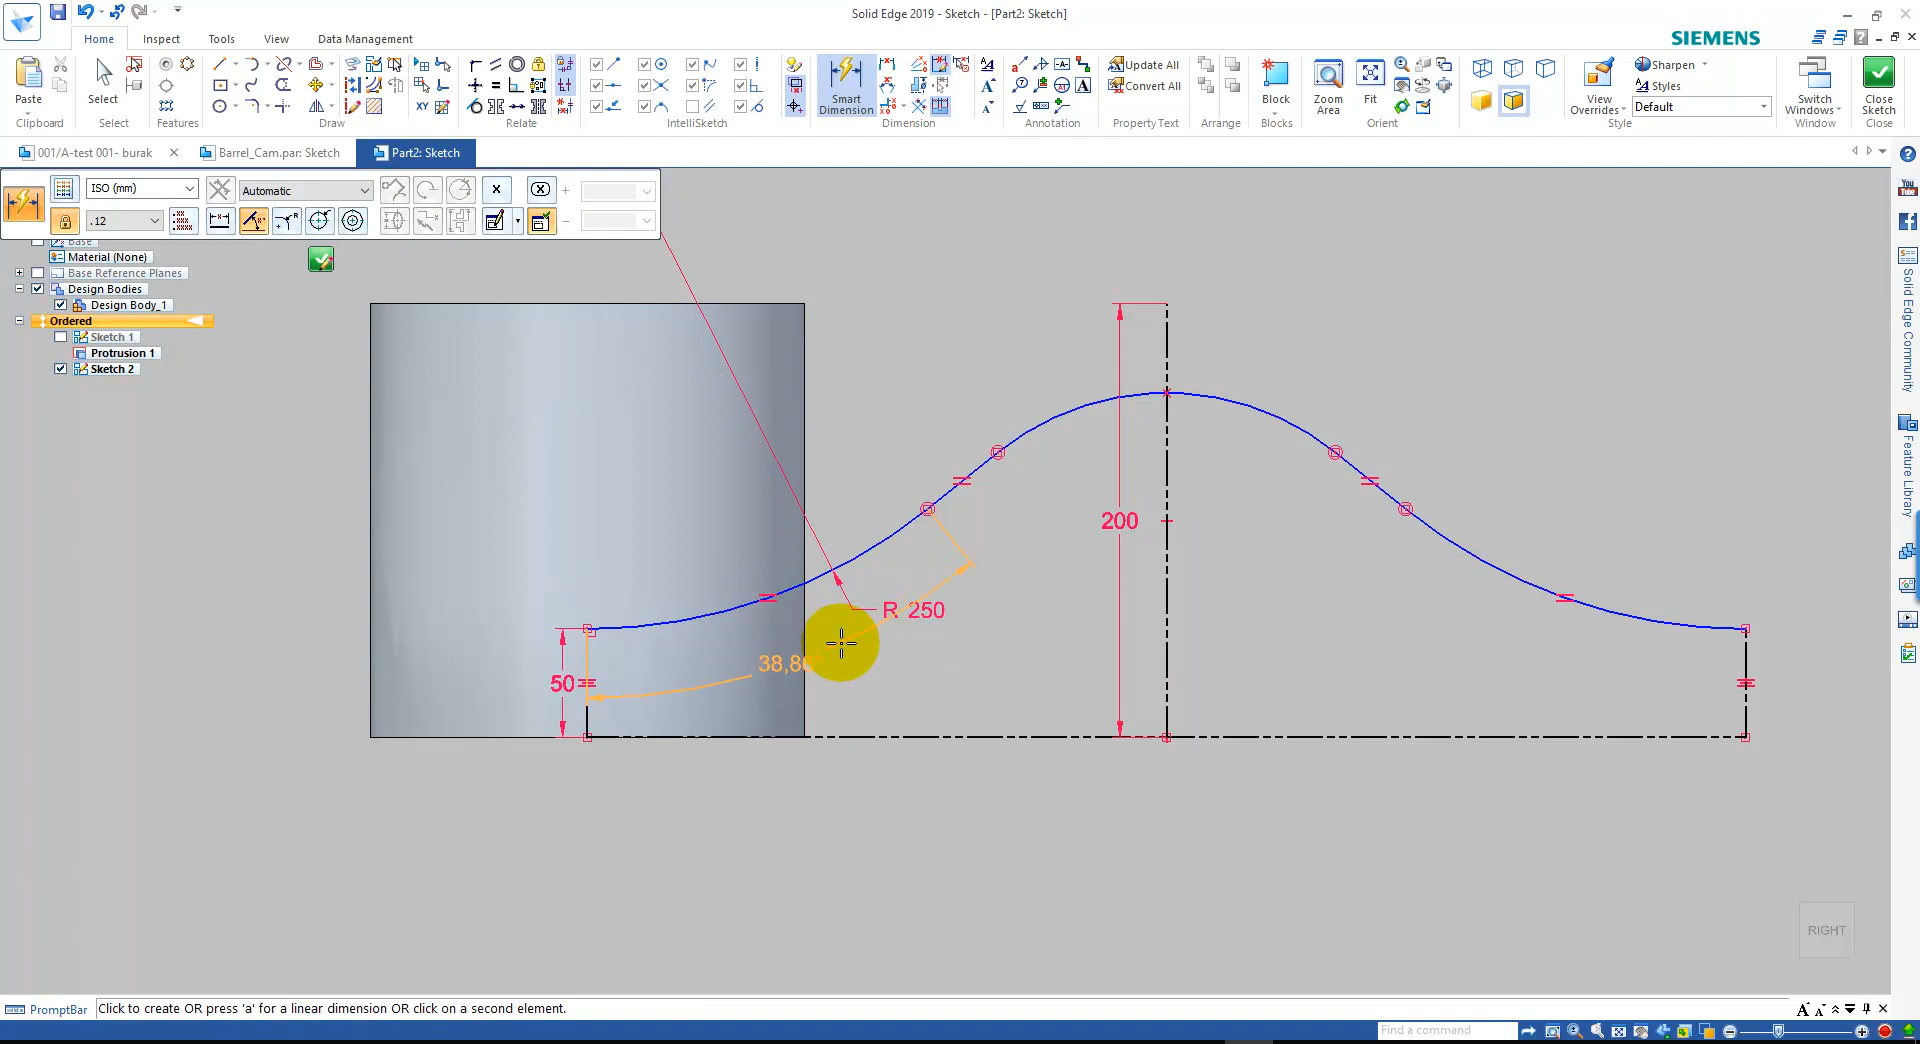 Solid Edge 2019 - Sketch - [Part2: Sketch]
Home Inspect Tools View Data Management
SIEMENS
Paste
Clipboard
Select
Select
Features
Draw
Relate
IntelliSketch
Smart
Dimension
Dimension
Annotation
Update All
Convert All
Property Text
Arrange
Block
Blocks
Zoom
Area
Fit
Orient
View
Overrides
Sharpen
Styles
Default
Style
Switch
Windows
Window
Close
Sketch
Close
001/A-test 001- burak
Barrel_Cam.par: Sketch
Part2: Sketch
ISO (mm)
Automatic
.12
Base
Material (None)
Base Reference Planes
Design Bodies
Design Body_1
Ordered
Sketch 1
Protrusion 1
Sketch 2
200
R 250
50
RIGHT
Solid Edge Community
Feature Library
PromptBar
Click to create OR press 'a' for a linear dimension OR click on a second element.
Find a command